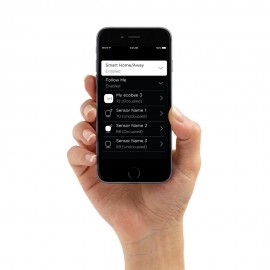 Smart Home/Away
Enabled
Follow Me
Enabled
My ecobee 3
72 (Occupied)
Sensor Name 1
70 (Unoccupied)
Sensor Name 2
68 (Occupied)
Sensor Name 3
69 (Unoccupied)